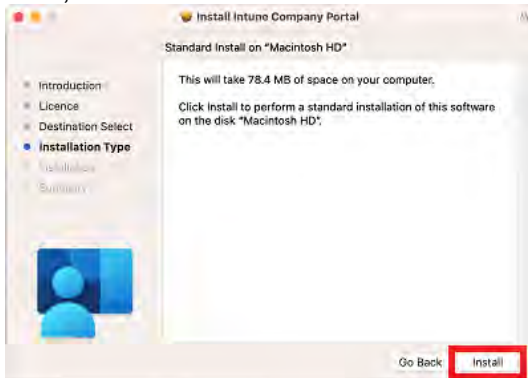 Install Intune Company Portal
Standard Install on "Macintosh HD"
Introduction
Licence
Destination Select
Installation Type
Installation
Summary
This will take 78.4 MB of space on your computer.
Click Install to perform a standard installation of this software
on the disk "Macintosh HD".
Go Back
Install